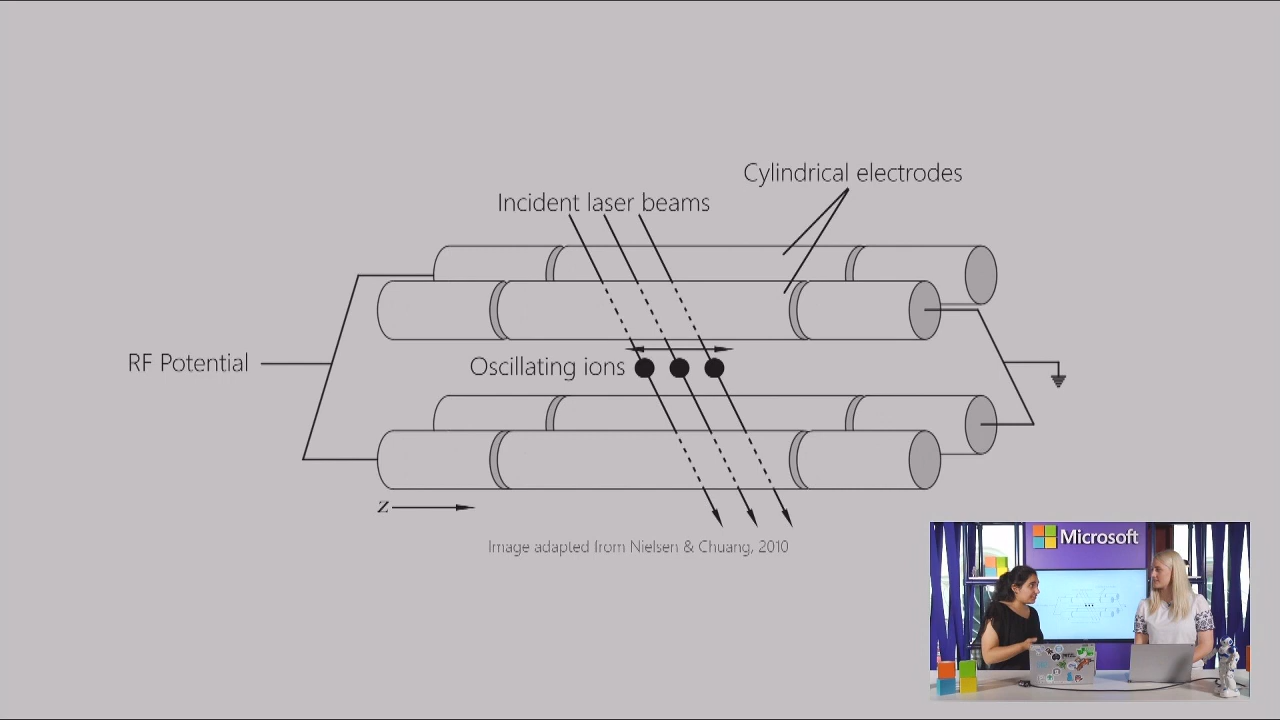 Cylindrical electrodes
Incident laser beams
RF Potential
Oscillating ions
z
Image adapted from Nielsen & Chuang, 2010
Microsoft